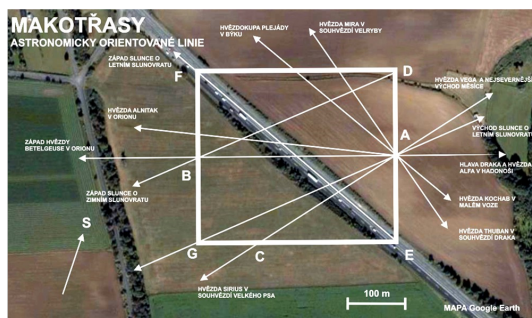 MAKOTŘASY
ASTRONOMICKY ORIENTOVANÉ LINIE
HVĚZDOKUPA PLEJÁDY
V BÝKU
HVĚZDA MIRA V
SOUHVĚZDÍ VELRYBY
ZÁPAD SLUNCE O
LETNÍM SLUNOVRATU
F
D
HVĚZDA VEGA A NEJSEVERNĚJŠÍ
VÝCHOD MĚSÍCE
HVĚZDA ALNITAK V
ORIONU
VÝCHOD SLUNCE O
LETNÍM SLUNOVRATU
A
ZÁPAD HVĚZDY
BETELGEUSE V ORIONU
B
HLAVA DRAKA A HVĚZDA
ALFA V HADONOŠI
ZÁPAD SLUNCE O
ZIMNÍM SLUNOVRATU
HVĚZDA KOCHAB V
MALÉM VOZE
S
HVĚZDA THUBAN V
SOUHVĚZDÍ DRAKA
G
C
E
HVĚZDA SIRIUS V
SOUHVĚZDÍ VELKÉHO PSA
100 m
MAPA Google Earth